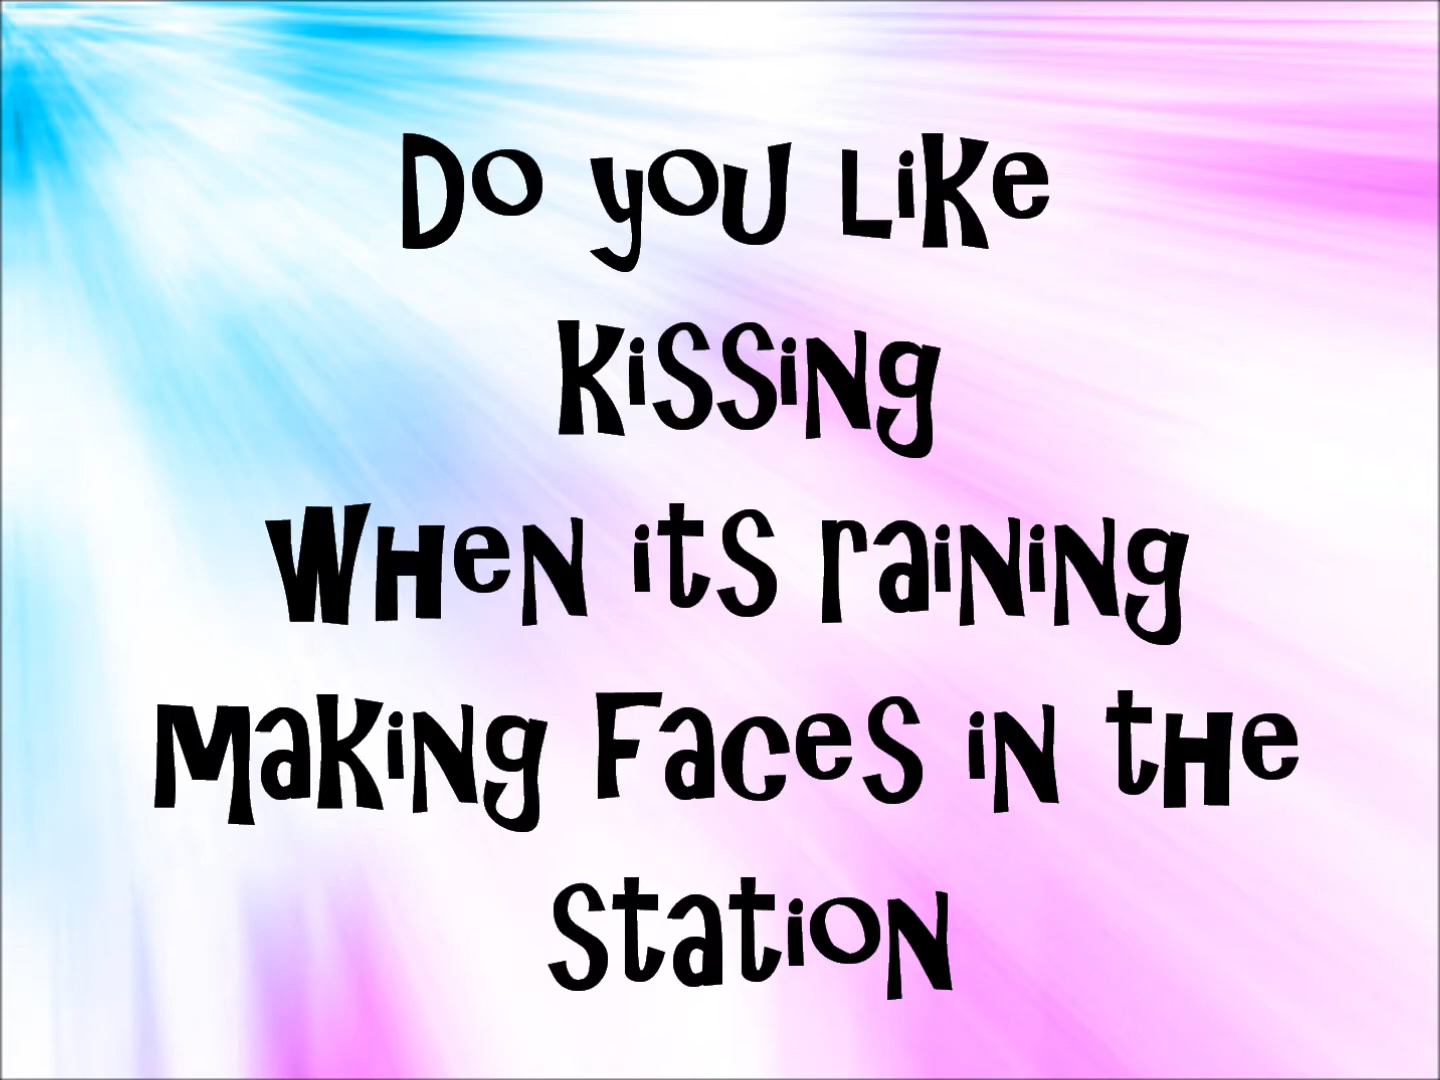 Do you like
Kissing
When its raining
Making Faces in the
station